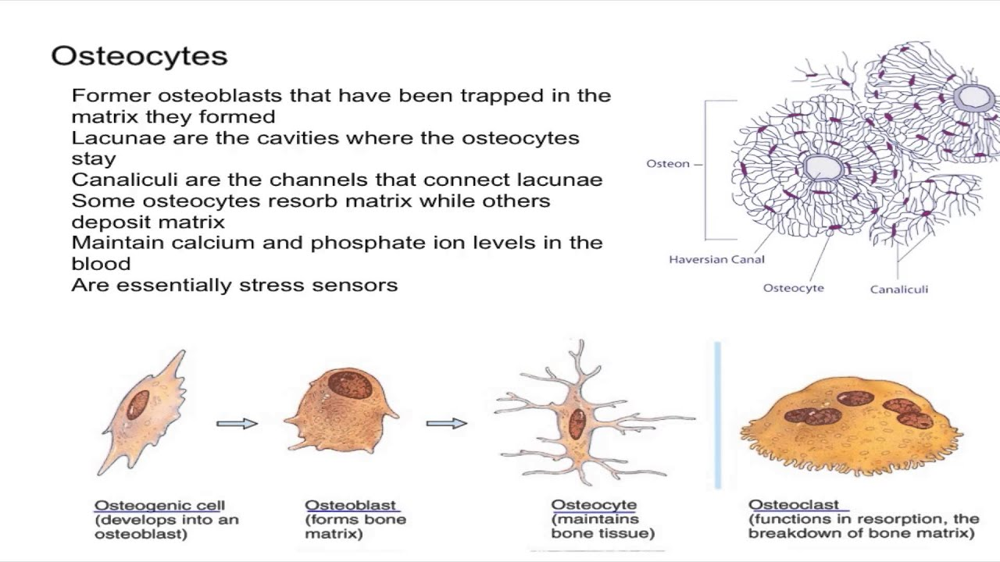 Osteocytes
Former osteoblasts that have been trapped in the
matrix they formed
Lacunae are the cavities where the osteocytes
stay
Canaliculi are the channels that connect lacunae
Some osteocytes resorb matrix while others
deposit matrix
Maintain calcium and phosphate ion levels in the
blood
Are essentially stress sensors
Osteon
Haversian Canal
Osteocyte
Canaliculi
Osteogenic cell
(develops into an
osteoblast)
Osteoblast
(forms bone
matrix)
Osteocyte
(maintains
bone tissue)
Osteoclast
(functions in resorption, the
breakdown of bone matrix)